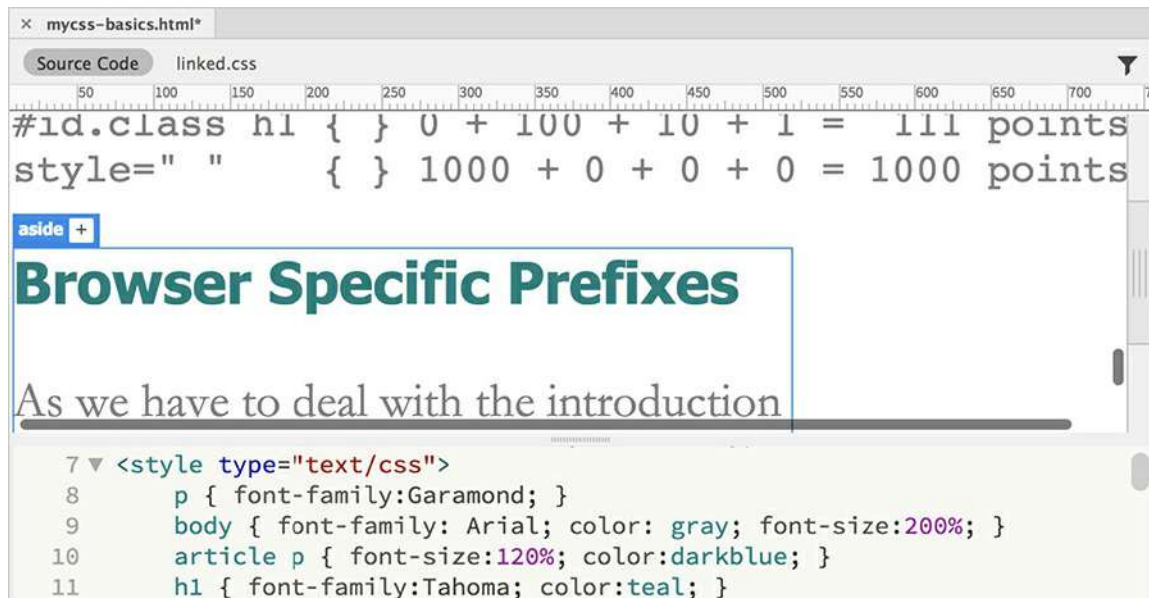 × mycss-basics.html*
Source Code linked.css
50 100 150 200 250 300 350 400 450 500 550 600 650 700
#id.class h1 { } 0 + 100 + 10 + 1 = 111 points
style=" " { } 1000 + 0 + 0 + 0 = 1000 points
aside +
Browser Specific Prefixes
As we have to deal with the introduction
7 ▼ <style type="text/css">
8 p { font-family:Garamond; }
9 body { font-family: Arial; color: gray; font-size:200%; }
10 article p { font-size:120%; color:darkblue; }
11 h1 { font-family:Tahoma; color:teal; }